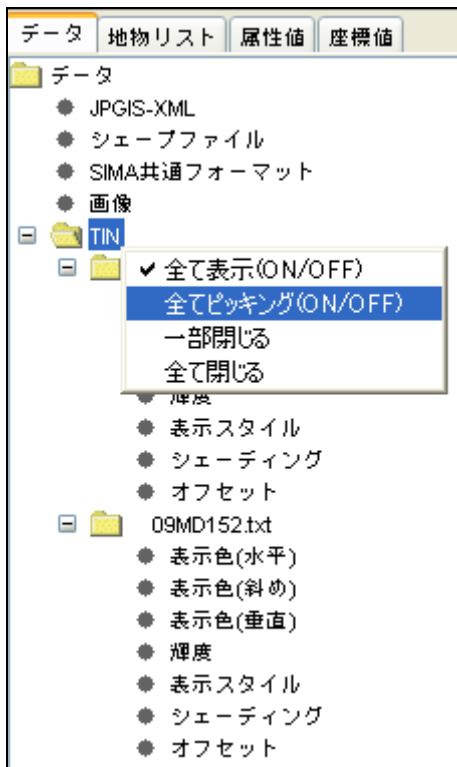 データ 地物リスト 属性値 座標値
データ
JPGIS-XML
シェープファイル
SIMA共通フォーマット
画像
TIN
全て表示(ON/OFF)
全てピッキング(ON/OFF)
一部閉じる
全て閉じる
輝度
表示スタイル
シェーディング
オフセット
09MD152.txt
表示色(水平)
表示色(斜め)
表示色(垂直)
輝度
表示スタイル
シェーディング
オフセット